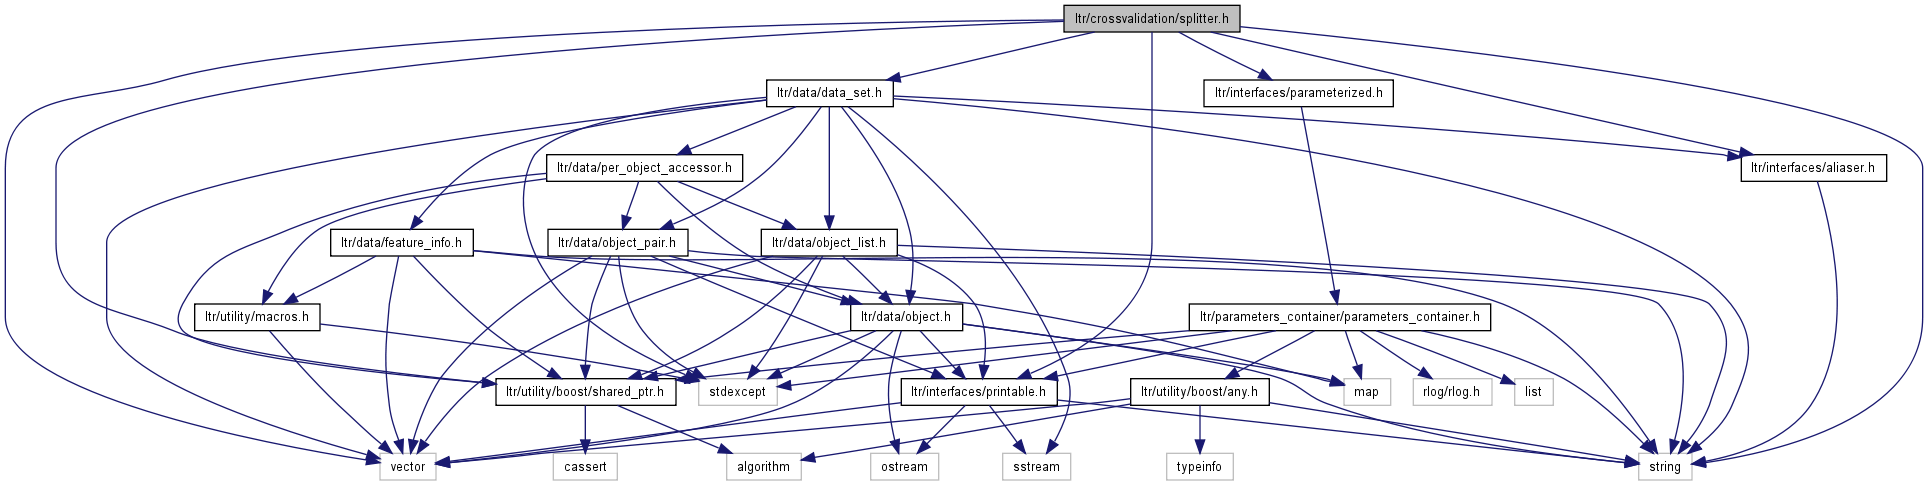 ltr/crossvalidation/splitter.h
ltr/data/data_set.h
ltr/interfaces/parameterized.h
ltr/data/per_object_accessor.h
ltr/interfaces/aliaser.h
ltr/data/feature_info.h
ltr/data/object_pair.h
ltr/data/object_list.h
ltr/utility/macros.h
ltr/data/object.h
ltr/parameters_container/parameters_container.h
ltr/utility/boost/shared_ptr.h
stdexcept
ltr/interfaces/printable.h
ltr/utility/boost/any.h
map
rlog/rlog.h
list
vector
cassert
algorithm
ostream
sstream
typeinfo
string